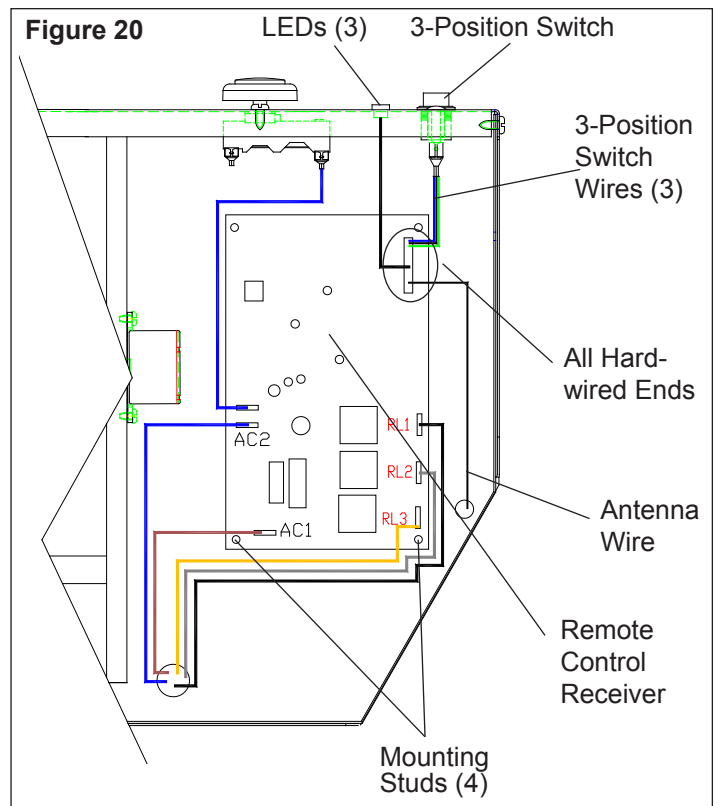 Figure 20
LEDs (3)
3-Position Switch
3-Position
Switch
Wires (3)
All Hard-
wired Ends
AC2
RL1
RL2
RL3
AC1
Antenna
Wire
Remote
Control
Receiver
Mounting
Studs (4)